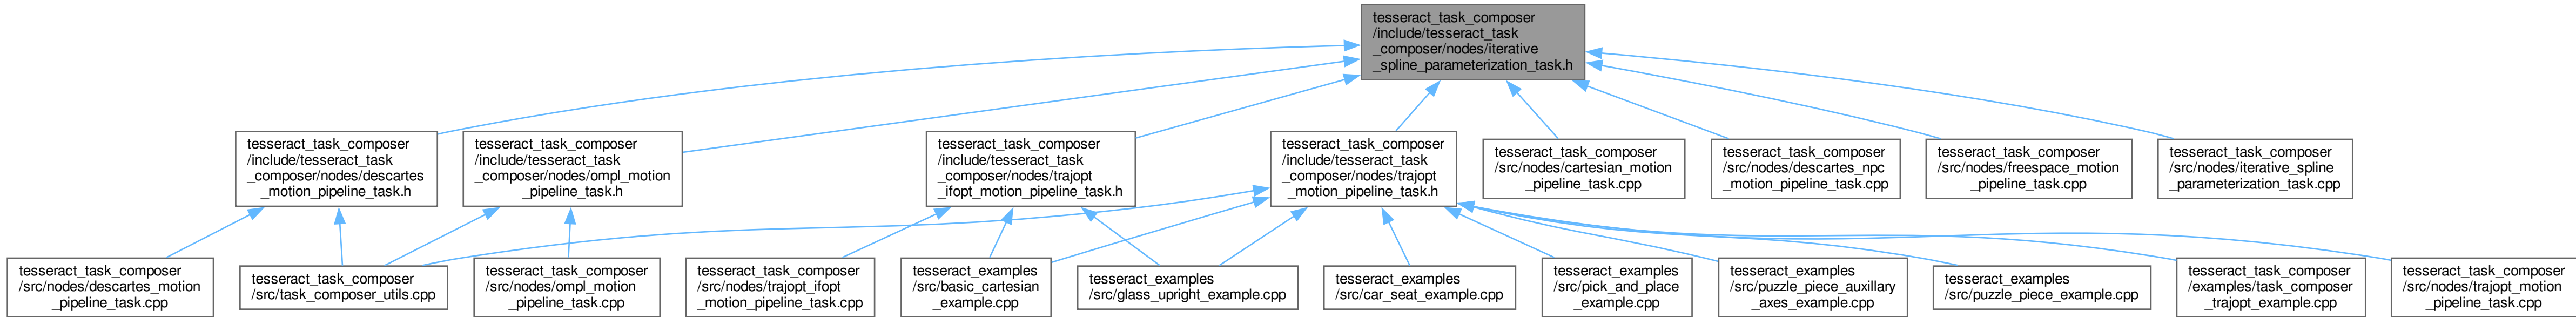 tesseract_task_composer
/include/tesseract_task
_composer/nodes/iterative
_spline_parameterization_task.h
tesseract_task_composer
/include/tesseract_task
_composer/nodes/descartes
_motion_pipeline_task.h
tesseract_task_composer
/include/tesseract_task
_composer/nodes/ompl_motion
_pipeline_task.h
tesseract_task_composer
/include/tesseract_task
_composer/nodes/trajopt
_ifopt_motion_pipeline_task.h
tesseract_task_composer
/include/tesseract_task
_composer/nodes/trajopt
_motion_pipeline_task.h
tesseract_task_composer
/src/nodes/cartesian_motion
_pipeline_task.cpp
tesseract_task_composer
/src/nodes/descartes_npc
_motion_pipeline_task.cpp
tesseract_task_composer
/src/nodes/freespace_motion
_pipeline_task.cpp
tesseract_task_composer
/src/nodes/iterative_spline
_parameterization_task.cpp
tesseract_task_composer
/src/nodes/descartes_motion
_pipeline_task.cpp
tesseract_task_composer
/src/task_composer_utils.cpp
tesseract_task_composer
/src/nodes/ompl_motion
_pipeline_task.cpp
tesseract_task_composer
/src/nodes/trajopt_ifopt
_motion_pipeline_task.cpp
tesseract_examples
/src/basic_cartesian
_example.cpp
tesseract_examples
/src/glass_upright_example.cpp
tesseract_examples
/src/car_seat_example.cpp
tesseract_examples
/src/pick_and_place
_example.cpp
tesseract_examples
/src/puzzle_piece_auxillary
_axes_example.cpp
tesseract_examples
/src/puzzle_piece_example.cpp
tesseract_task_composer
/examples/task_composer
_trajopt_example.cpp
tesseract_task_composer
/src/nodes/trajopt_motion
_pipeline_task.cpp